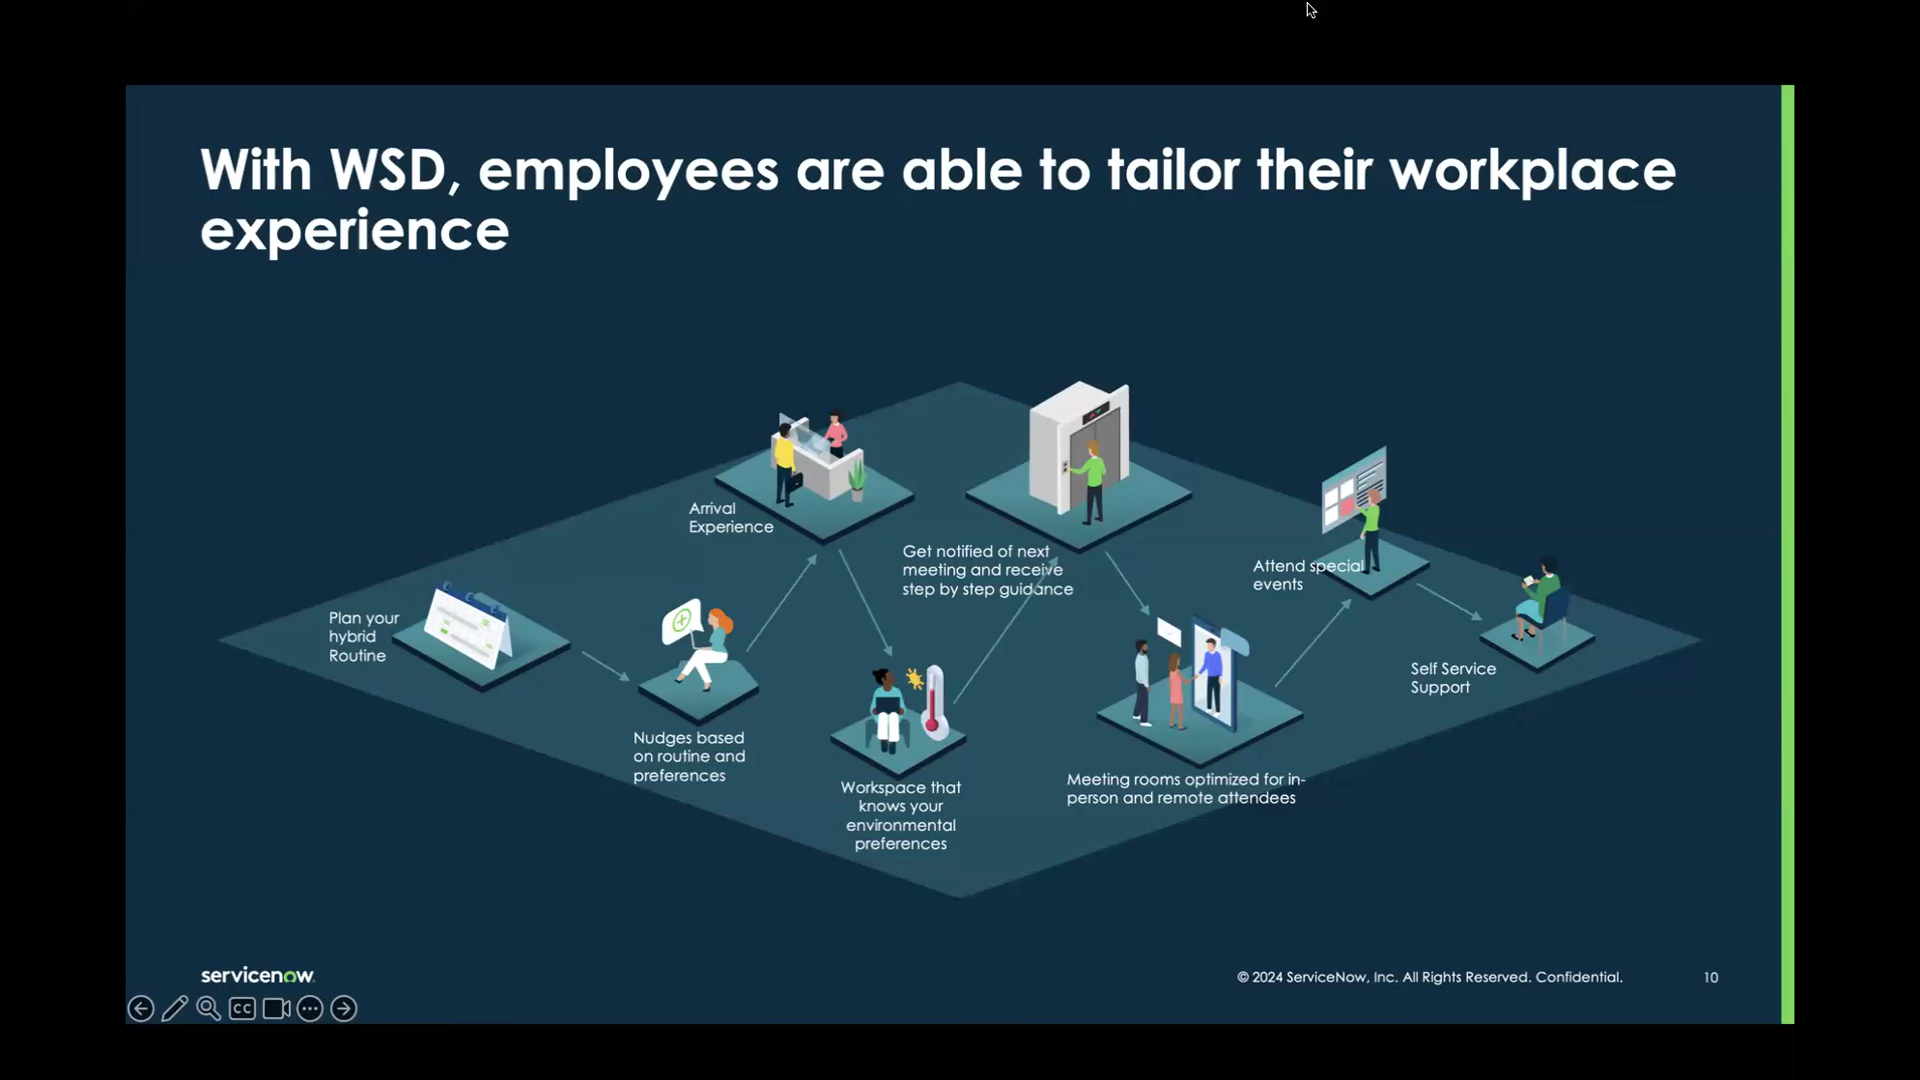 With WSD, employees are able to tailor their workplace
experience
Arrival
Experience
Get notified of next
meeting and receive
step by step guidance
Attend special
events
Plan your
hybrid
Routine
Self Service
Support
Nudges based
on routine and
preferences
Workspace that
knows your
environmental
preferences
Meeting rooms optimized for in-
person and remote attendees
servicenow
© 2024 ServiceNow, Inc. All Rights Reserved. Confidential.
10
CC